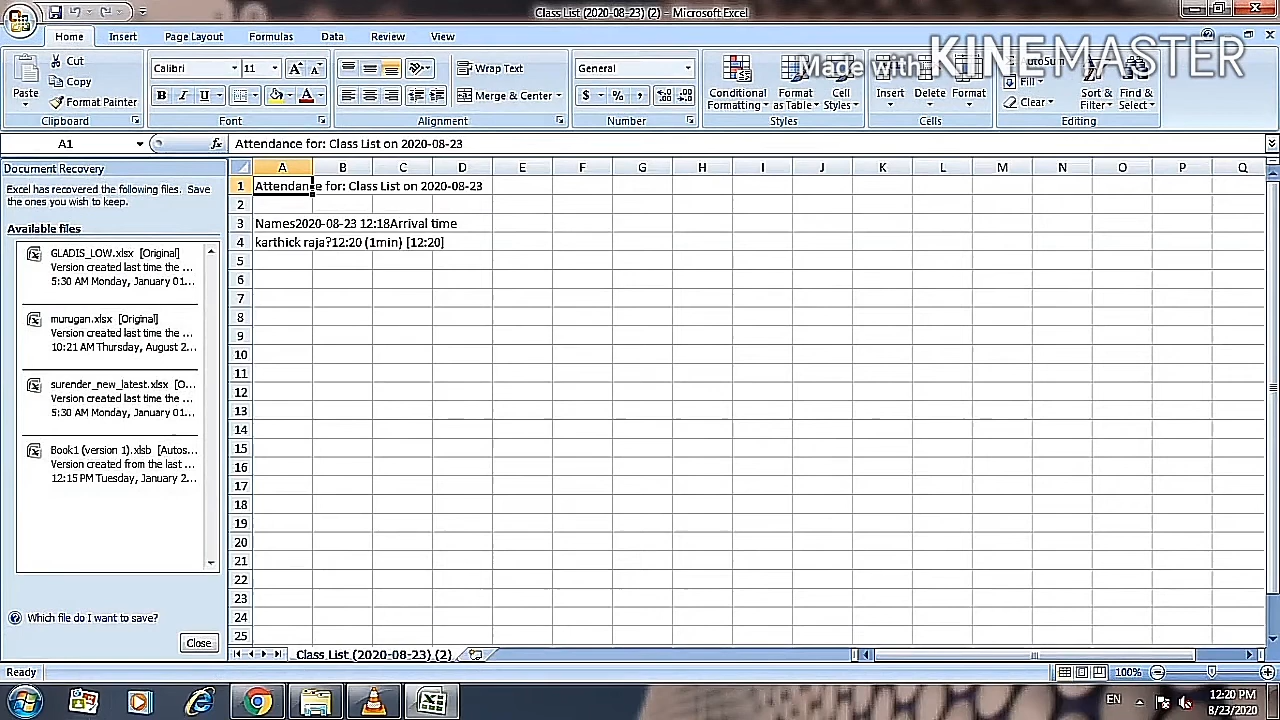 Class List (2020-08-23) (2) - Microsoft Excel
Home Insert Page Layout Formulas Data Review View
Made with KINEMASTER
Cut
Copy
Format Painter
Paste
Clipboard
Calibri 11
B I U
Font
Wrap Text
Merge & Center
Alignment
General
$ % ,
Number
Conditional Formatting
Format as Table
Cell Styles
Styles
Insert Delete Format
Cells
AutoSum
Fill
Clear
Sort & Filter
Find & Select
Editing
A1 fx Attendance for: Class List on 2020-08-23
Document Recovery
Excel has recovered the following files. Save
the ones you wish to keep.
Available files
GLADIS_LOW.xlsx [Original]
Version created last time the ...
5:30 AM Monday, January 01...
murugan.xlsx [Original]
Version created last time the ...
10:21 AM Thursday, August 2...
surender_new_latest.xlsx [O...
Version created last time the ...
5:30 AM Monday, January 01...
Book1 (version 1).xlsb [Autos...
Version created from the last ...
12:15 PM Tuesday, January 2...
Which file do I want to save?
Close
A B C D E F G H I J K L M N O P Q
1 Attendance for: Class List on 2020-08-23
2
3 Names2020-08-23 12:18Arrival time
4 karthick raja?12:20 (1min) [12:20]
5
6
7
8
9
10
11
12
13
14
15
16
17
18
19
20
21
22
23
24
25
Class List (2020-08-23) (2)
Ready
100%
EN
12:20 PM
8/23/2020